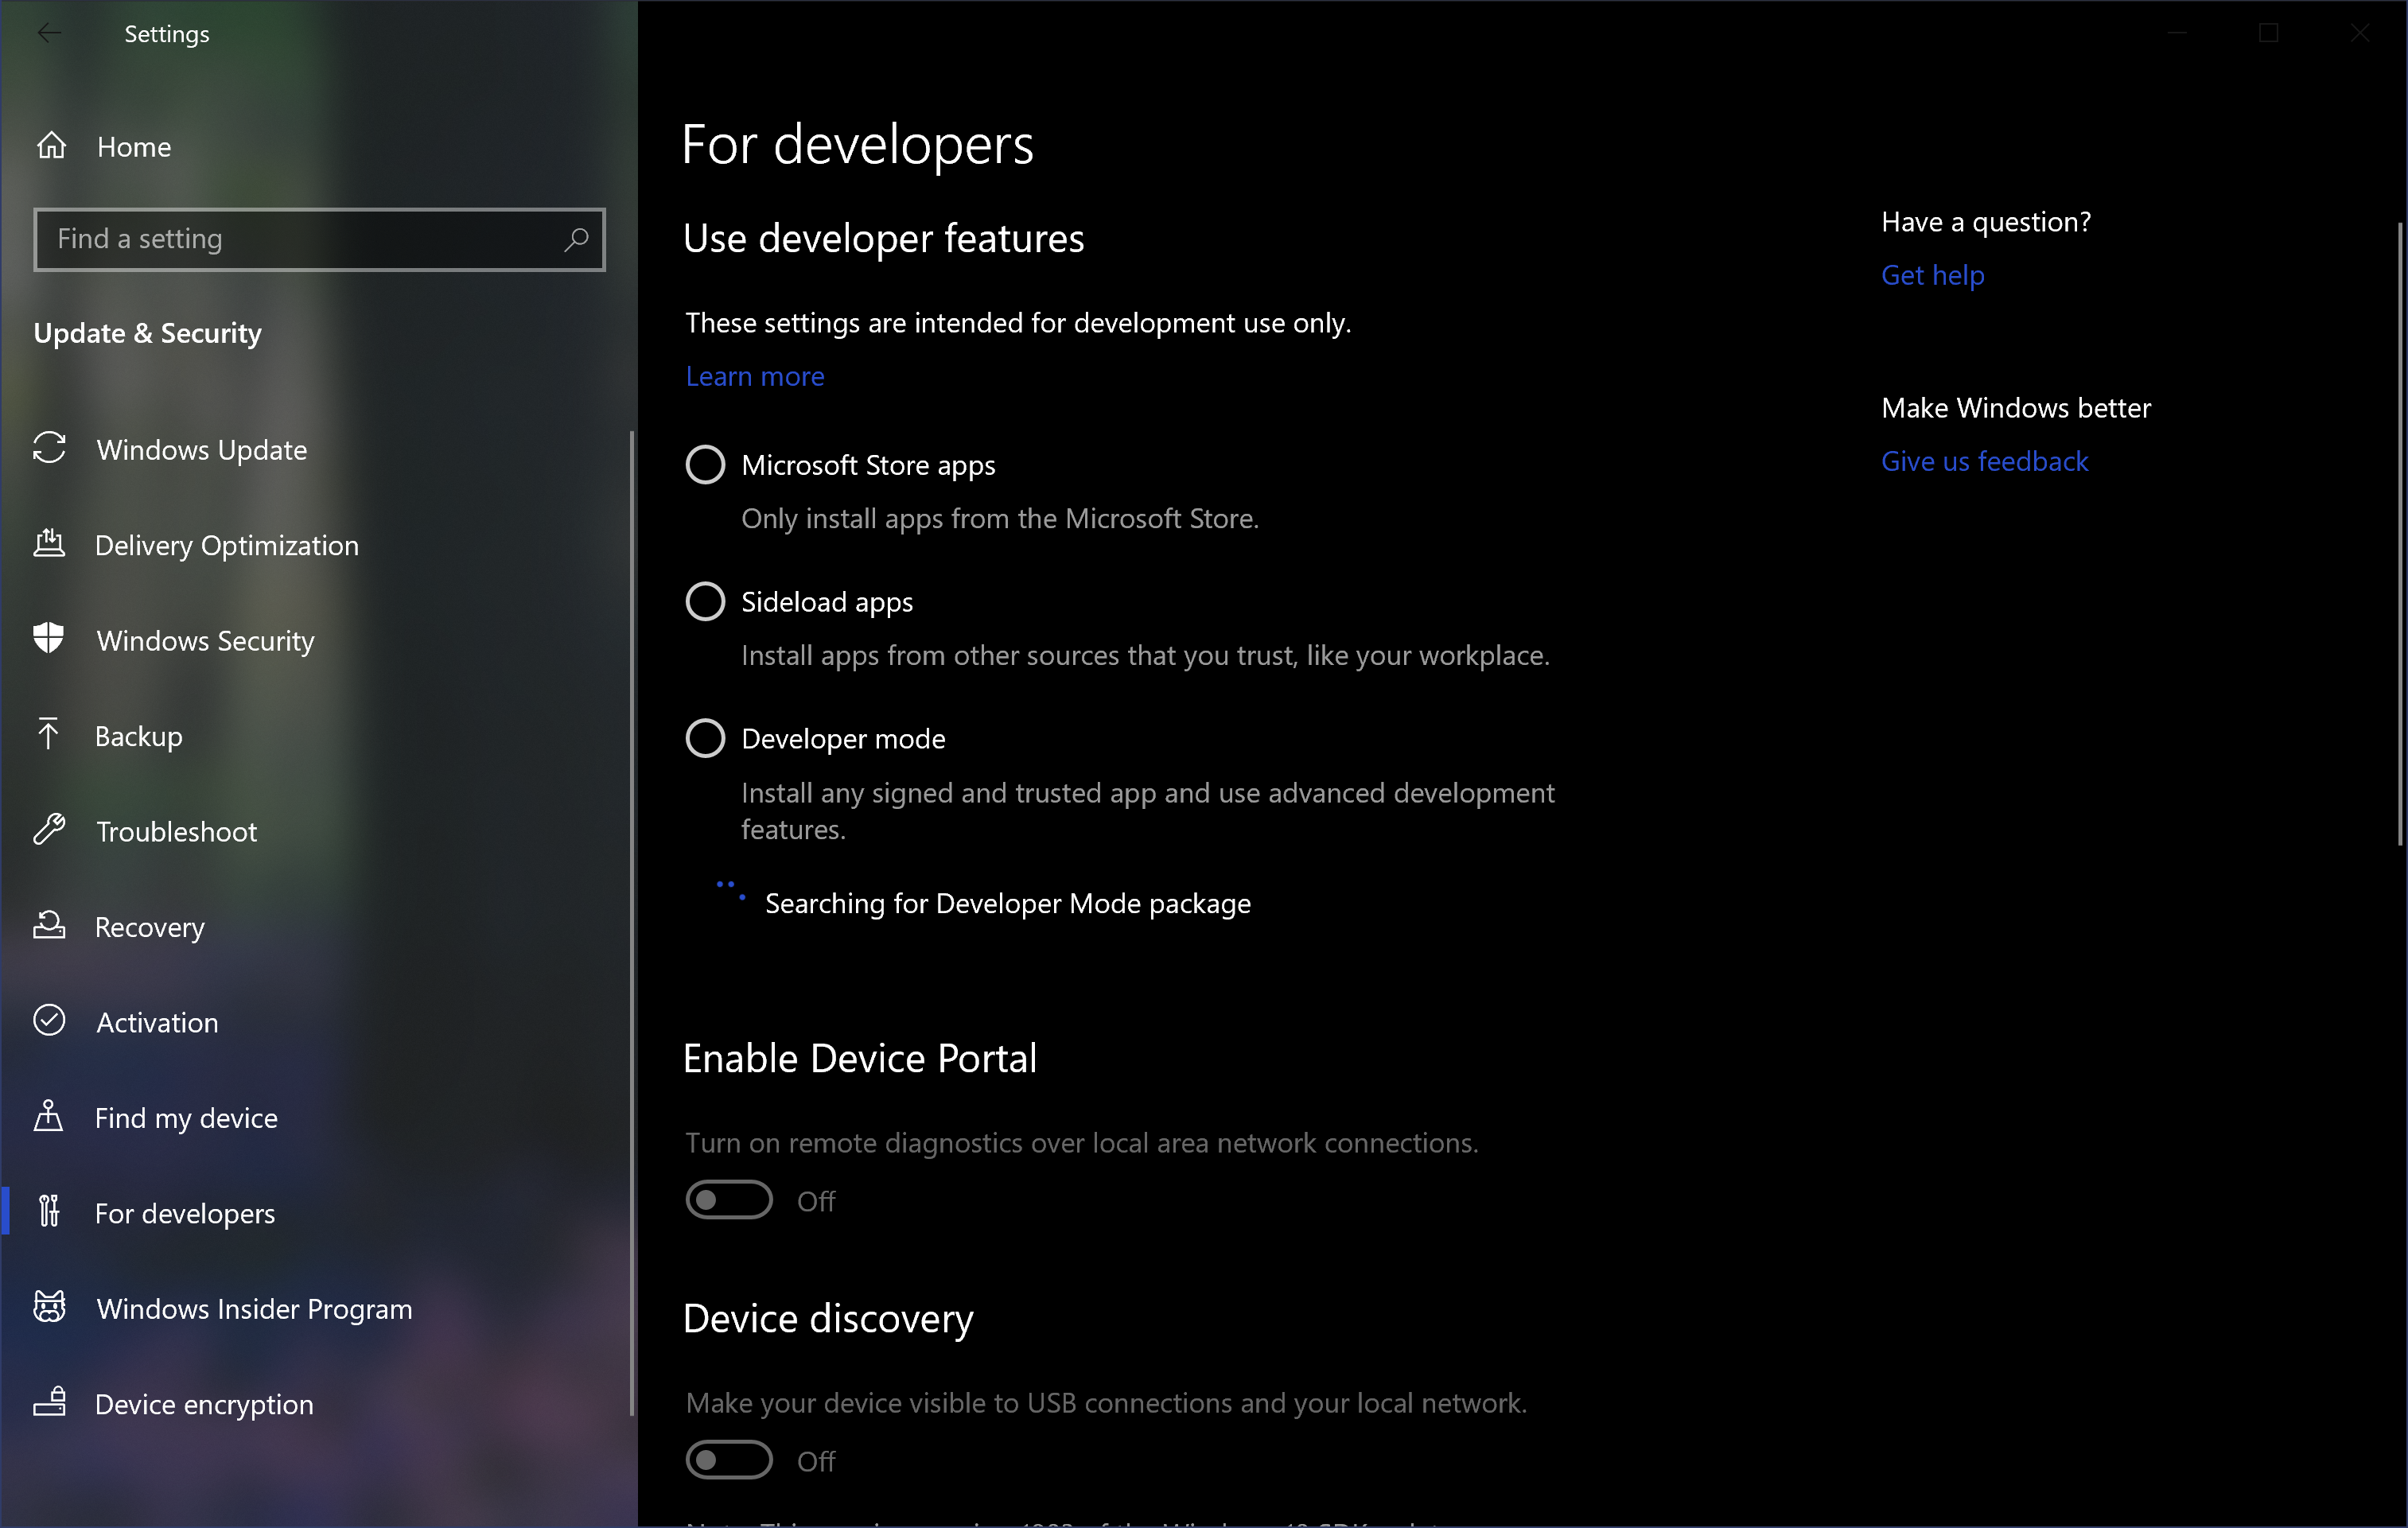 Settings
Home
Find a setting
Update & Security
Windows Update
Delivery Optimization
Windows Security
Backup
Troubleshoot
Recovery
Activation
Find my device
For developers
Windows Insider Program
Device encryption
For developers
Use developer features
These settings are intended for development use only.
Learn more
Microsoft Store apps
Only install apps from the Microsoft Store.
Sideload apps
Install apps from other sources that you trust, like your workplace.
Developer mode
Install any signed and trusted app and use advanced development
features.
Searching for Developer Mode package
Enable Device Portal
Turn on remote diagnostics over local area network connections.
Off
Device discovery
Make your device visible to USB connections and your local network.
Off
Have a question?
Get help
Make Windows better
Give us feedback